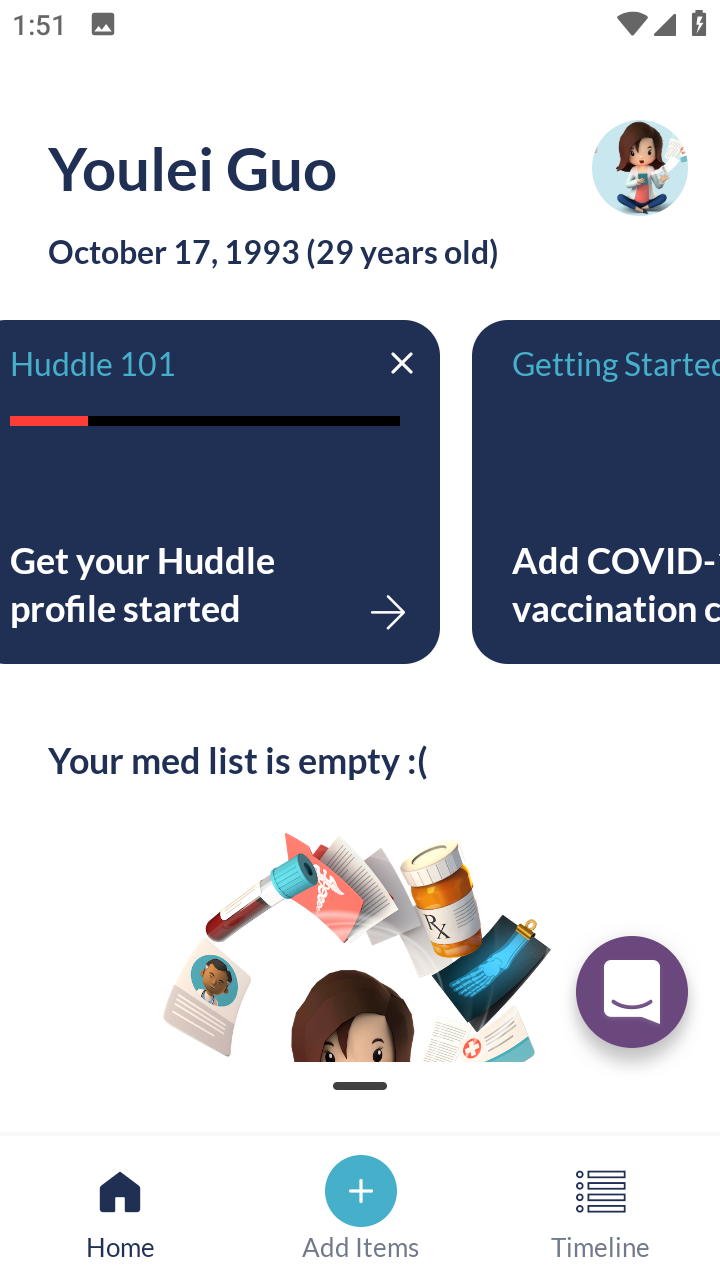 1:51
Youlei Guo
October 17, 1993 (29 years old)
Huddle 101
Getting Started
Get your Huddle
profile started
Add COVID-
vaccination c
Your med list is empty :(
Rx
Home
Add Items
Timeline